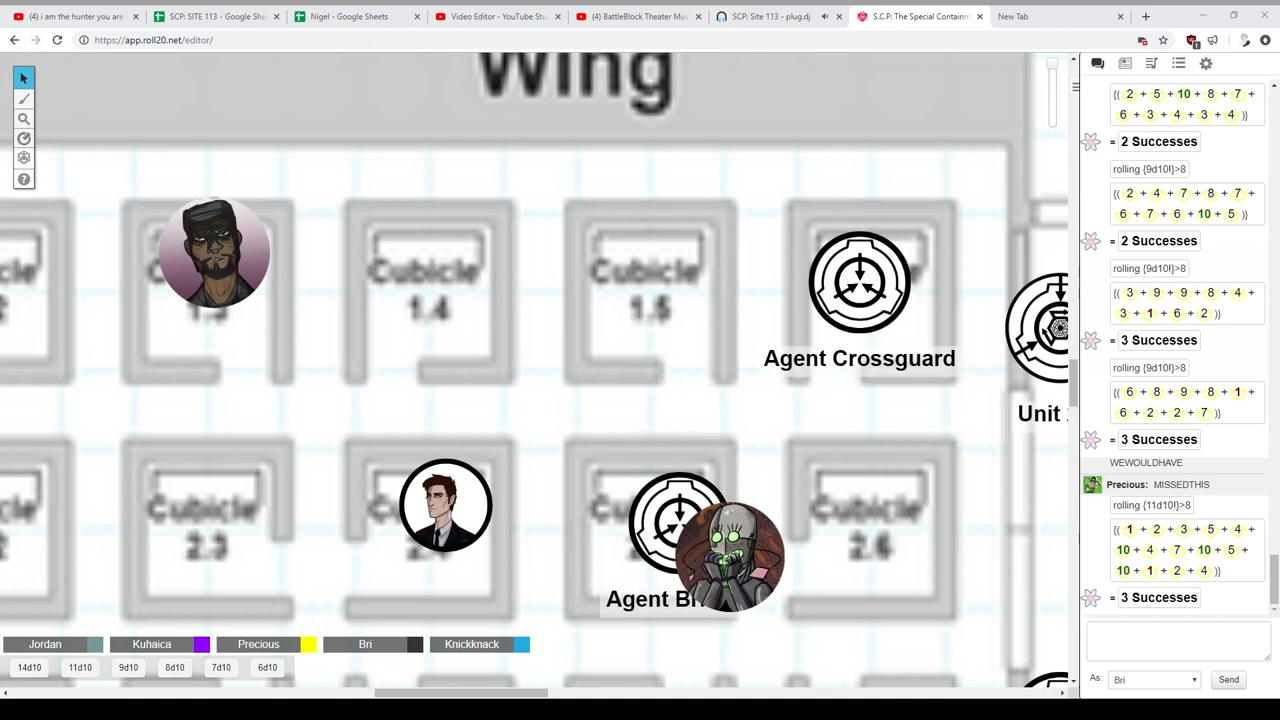 (4) i am the hunter you are
SCP: SITE 113 - Google She
Nigel - Google Sheets
Video Editor - YouTube Stu
(4) BattleBlock Theater Mus
SCP: Site 113 - plug.dj
S.C.P: The Special Containm
New Tab
https://app.roll20.net/editor/
Wing
Cubicle
1.4
Cubicle
1.5
Agent Crossguard
Unit
Cubicle
2.3
Cubicle
2.6
Agent Br
Jordan
Kuhaica
Precious
Bri
Knickknack
14d10
11d10
9d10
8d10
7d10
6d10
{( 2 + 5 + 10 + 8 + 7 +
6 + 3 + 4 + 3 + 4 )}
= 2 Successes
rolling {9d10!}>8
{( 2 + 4 + 7 + 8 + 7 +
6 + 7 + 6 + 10 + 5 )}
= 2 Successes
rolling {9d10!}>8
{( 3 + 9 + 9 + 8 + 4 +
3 + 1 + 6 + 2 )}
= 3 Successes
rolling {9d10!}>8
{( 6 + 8 + 9 + 8 + 1 +
6 + 2 + 2 + 7 )}
= 3 Successes
WEWOULDHAVE
Precious: MISSEDTHIS
rolling {11d10!}>8
{( 1 + 2 + 3 + 5 + 4 +
10 + 4 + 7 + 10 + 5 +
10 + 1 + 2 + 4 )}
= 3 Successes
As:
Bri
Send